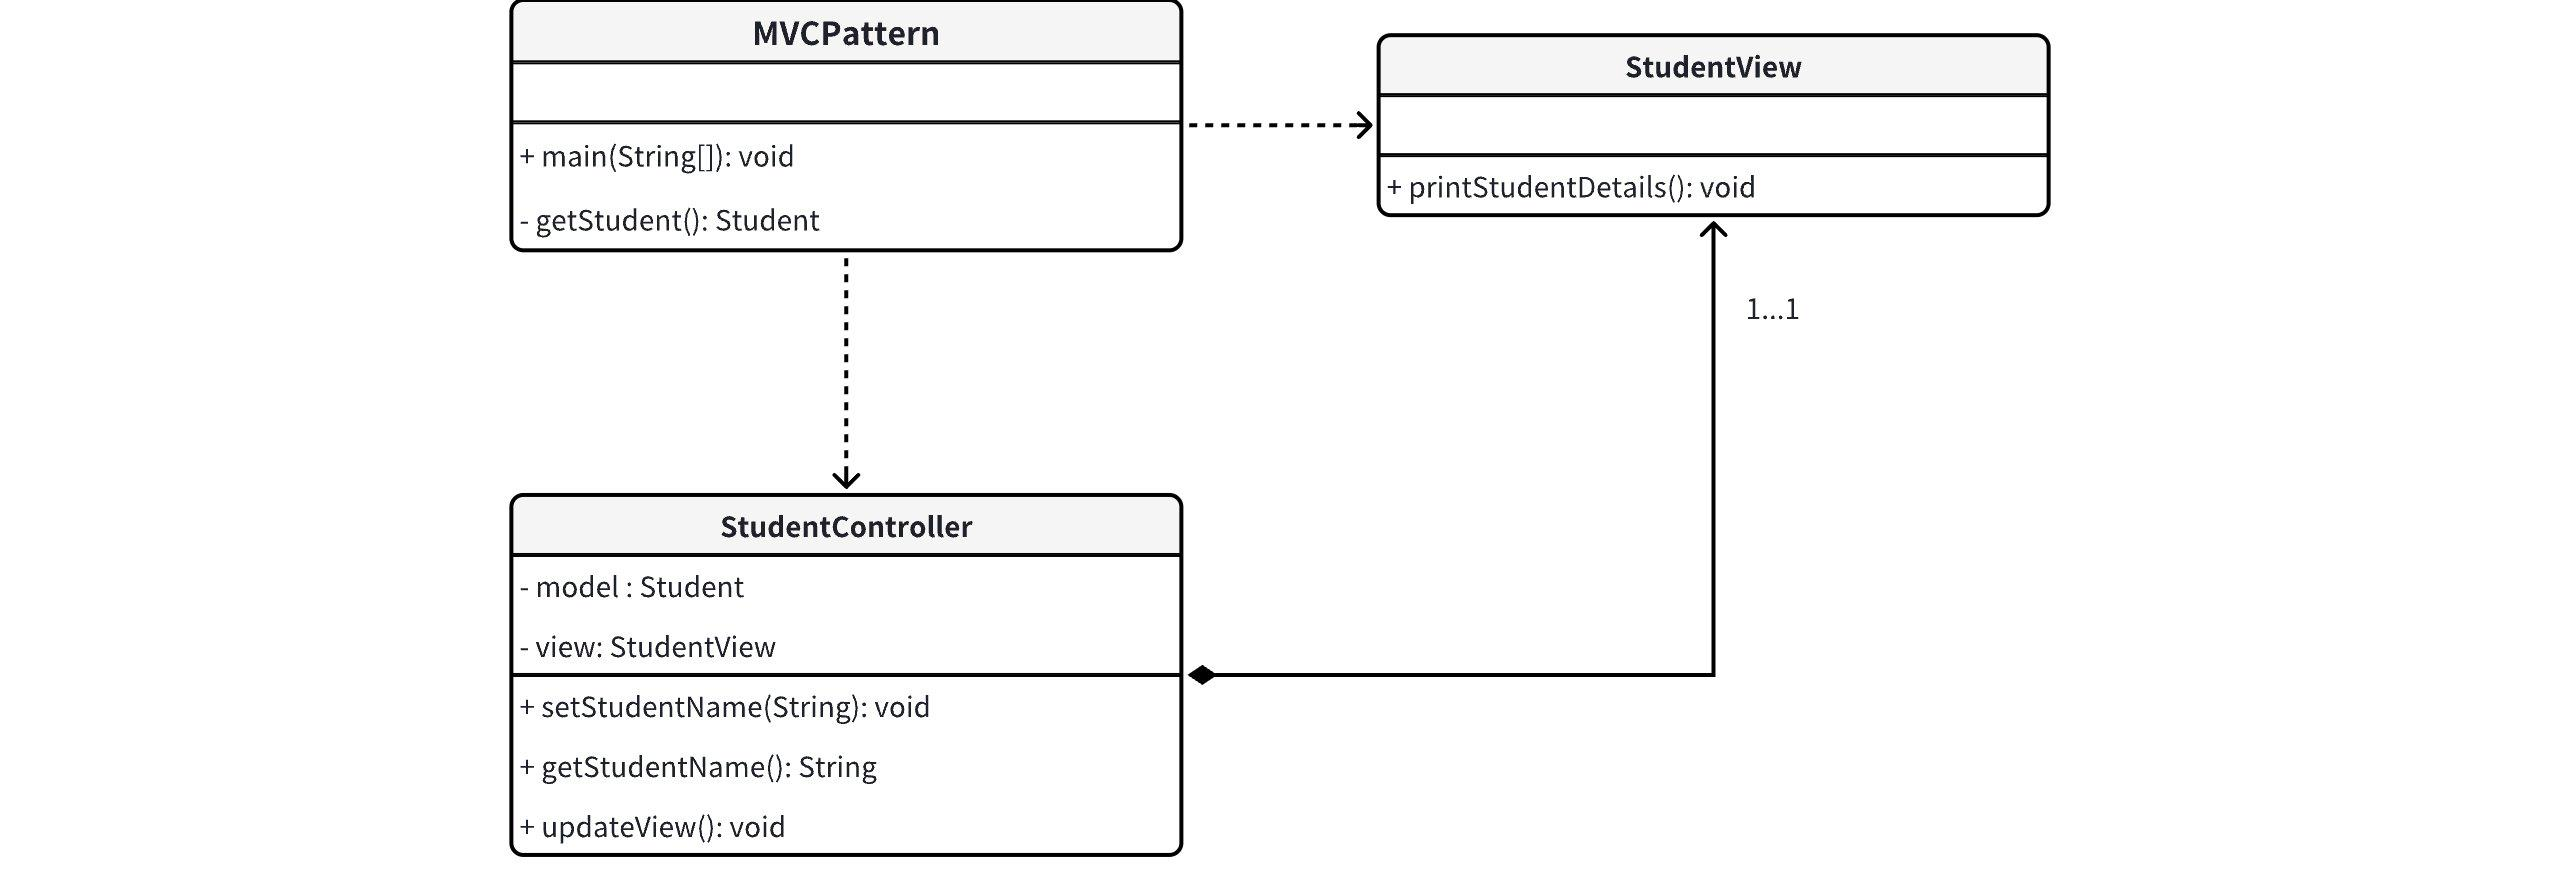 MVCPattern
+ main(String[]): void
- getStudent(): Student
StudentView
+ printStudentDetails(): void
1...1
StudentController
- model : Student
- view: StudentView
+ setStudentName(String): void
+ getStudentName(): String
+ updateView(): void